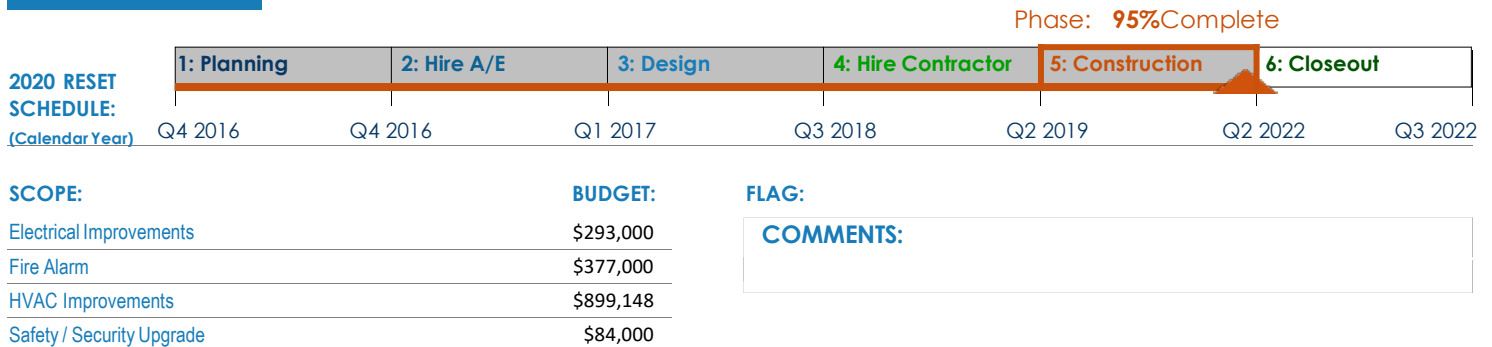 Phase: 95%Complete
1: Planning 2: Hire A/E 3: Design 4: Hire Contractor 5: Construction 6: Closeout
2020 RESET
SCHEDULE:
(Calendar Year) Q4 2016 Q4 2016 Q1 2017 Q3 2018 Q2 2019 Q2 2022 Q3 2022
SCOPE: BUDGET: FLAG:
Electrical Improvements $293,000
COMMENTS:
Fire Alarm $377,000
HVAC Improvements $899,148
Safety / Security Upgrade $84,000